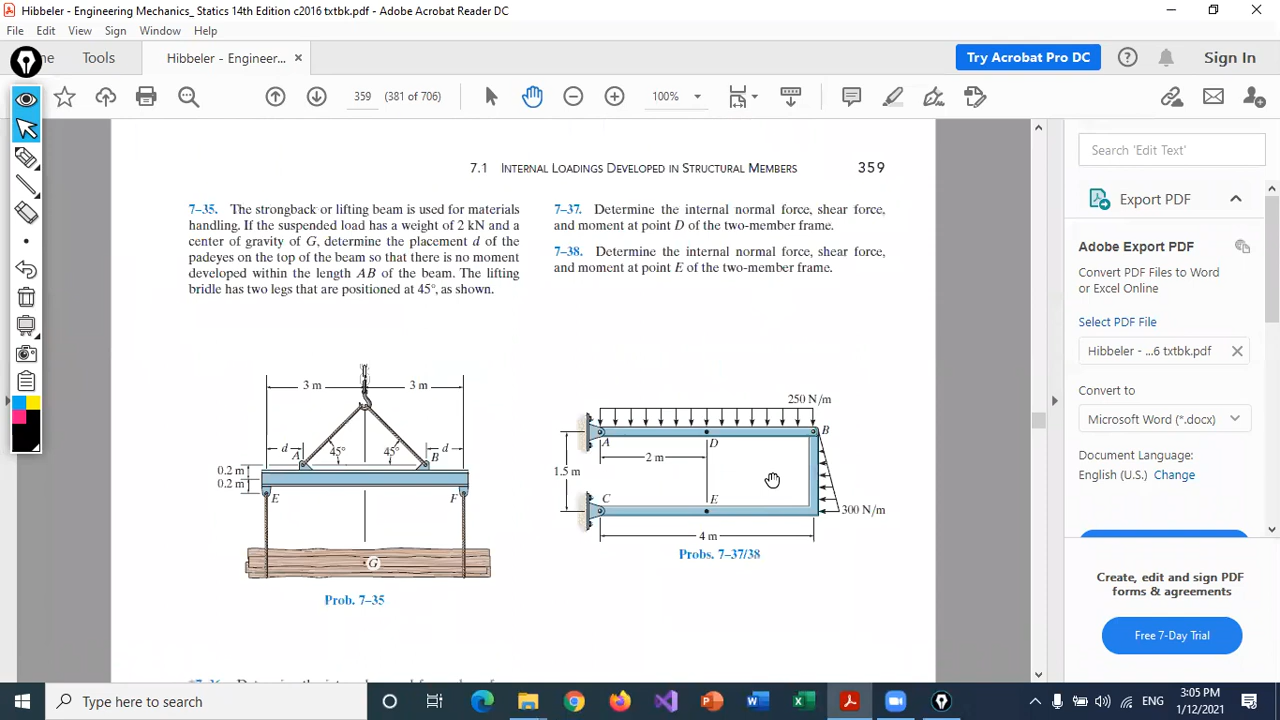 Hibbeler - Engineering Mechanics_ Statics 14th Edition c2016 txtbk.pdf - Adobe Acrobat Reader DC
File Edit View Sign Window Help
me Tools Hibbeler - Engineer... ×
Try Acrobat Pro DC
Sign In
359 (381 of 706)
100%
7.1 INTERNAL LOADINGS DEVELOPED IN STRUCTURAL MEMBERS 359
7–35. The strongback or lifting beam is used for materials
handling. If the suspended load has a weight of 2 kN and a
center of gravity of G, determine the placement d of the
padeyes on the top of the beam so that there is no moment
developed within the length AB of the beam. The lifting
bridle has two legs that are positioned at 45°, as shown.
7–37. Determine the internal normal force, shear force,
and moment at point D of the two-member frame.
7–38. Determine the internal normal force, shear force,
and moment at point E of the two-member frame.
3 m 3 m
d A 45° 45° B d
0.2 m
0.2 m
E F
G
Prob. 7–35
250 N/m
A D B
2 m
1.5 m
C E
300 N/m
4 m
Probs. 7–37/38
Search 'Edit Text'
Export PDF
Adobe Export PDF
Convert PDF Files to Word
or Excel Online
Select PDF File
Hibbeler - ...6 txtbk.pdf
Convert to
Microsoft Word (*.docx)
Document Language:
English (U.S.) Change
Create, edit and sign PDF
forms & agreements
Free 7-Day Trial
Type here to search
ENG
3:05 PM
1/12/2021